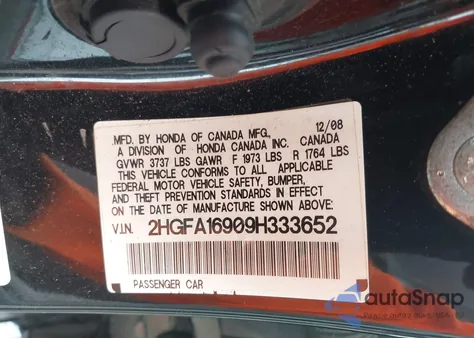 MFD. BY HONDA OF CANADA MFG, 12/08
A DIVISION OF HONDA CANADA INC. CANADA
GVWR 3737 LBS GAWR F 1973 LBS R 1764 LBS
THIS VEHICLE CONFORMS TO ALL APPLICABLE
FEDERAL MOTOR VEHICLE SAFETY, BUMPER,
AND THEFT PREVENTION STANDARDS IN EFFECT
ON THE DATE OF MANUFACTURE SHOWN ABOVE:
V.I.N. 2HGFA16909H333652
PASSENGER CAR
autoSnap